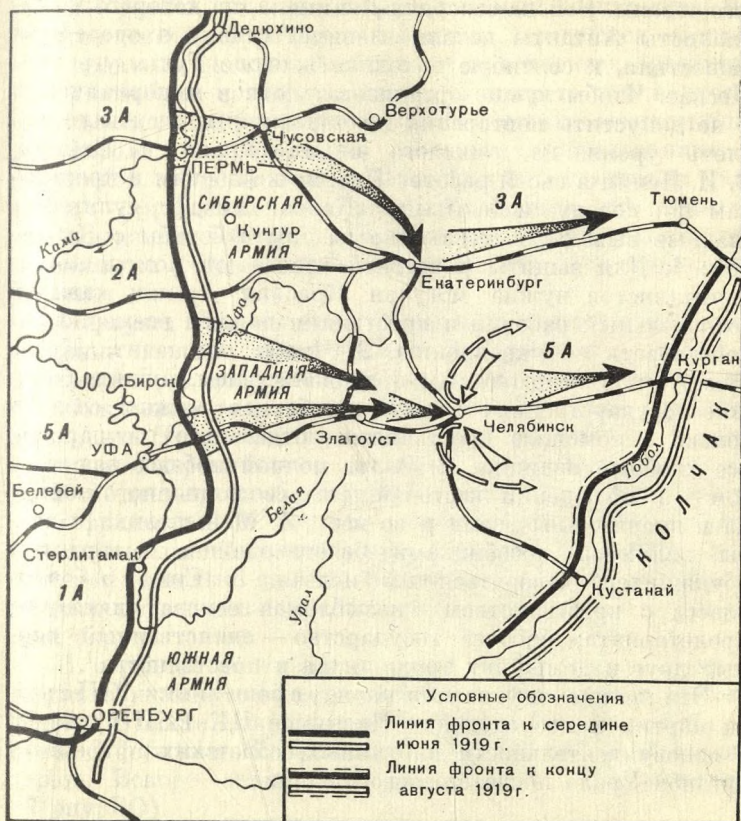 Дедюхино
3 А
Верхотурье
Чусовская
ПЕРМЬ
СИБИРСКАЯ
Кунгур
АРМИЯ
3 А
Тюмень
Кама
2 А
Екатеринбург
Уфа
5 А
Курган
ЗАПАДНАЯ
АРМИЯ
Бирск
5 А
УФА
Златоуст
Челябинск
Белебей
Белая
Тобол
КОЛЧАК
Стерлитамак
1 А
Кустанай
Урал
ЮЖНАЯ
АРМИЯ
ОРЕНБУРГ
Условные обозначения
Линия фронта к середине
июня 1919 г.
Линия фронта к концу
августа 1919 г.